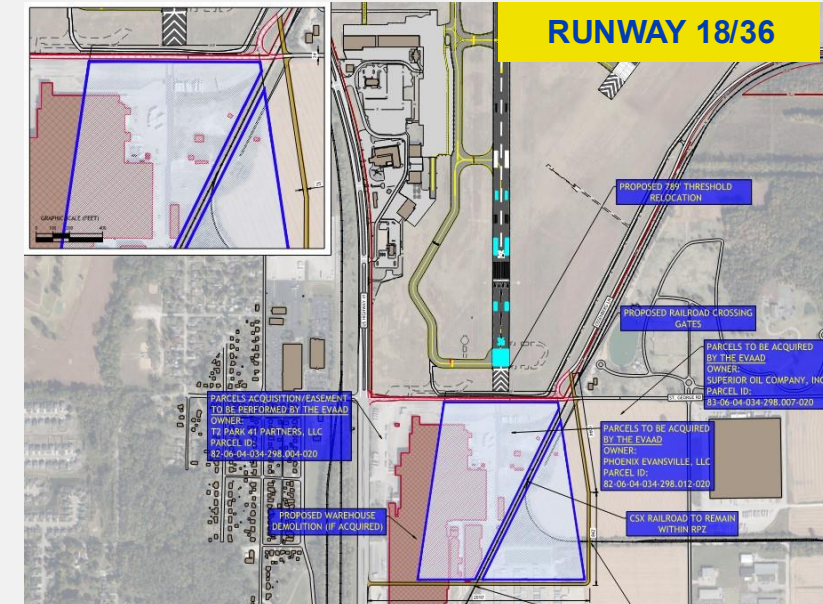 RUNWAY 18/36
PROPOSED 789' THRESHOLD
RELOCATION
GRAPHIC SCALE (FEET)
PROPOSED RAILROAD CROSSING
GATES
PARCELS TO BE ACQUIRED
BY THE EVAAD
OWNER:
SUPERIOR OIL COMPANY, INC
PARCEL ID:
83-06-04-034-298.007-020
ST. GEORGE RD
PARCELS ACQUISITION/EASEMENT
TO BE PERFORMED BY THE EVAAD
OWNER:
T2 PARK 41 PARTNERS, LLC
PARCEL ID:
82-06-04-034-298.004-020
PARCELS TO BE ACQUIRED
BY THE EVAAD
OWNER:
PHOENIX EVANSVILLE, LLC
PARCEL ID:
82-06-04-034-298.012-020
PROPOSED WAREHOUSE
DEMOLITION (IF ACQUIRED)
CSX RAILROAD TO REMAIN
WITHIN RPZ